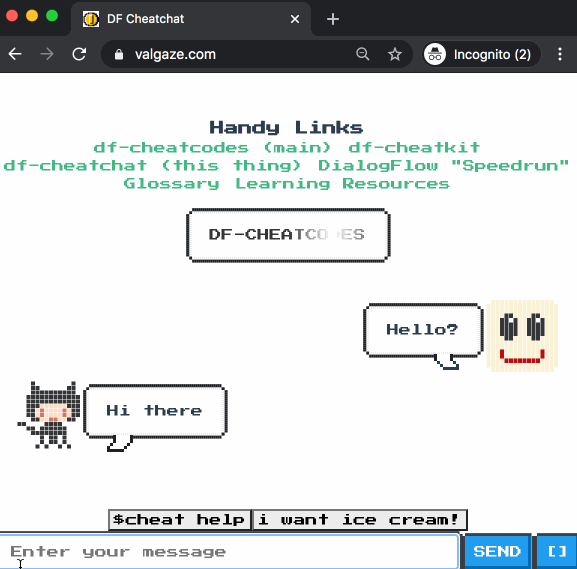 DF Cheatchat
valgaze.com
Incognito (2)
Handy Links
df-cheatcodes (main) df-cheatkit
df-cheatchat (this thing) DialogFlow "Speedrun"
Glossary Learning Resources
DF-CHEATCODES
Hello?
Hi there
$cheat help i want ice cream!
Enter your message SEND []